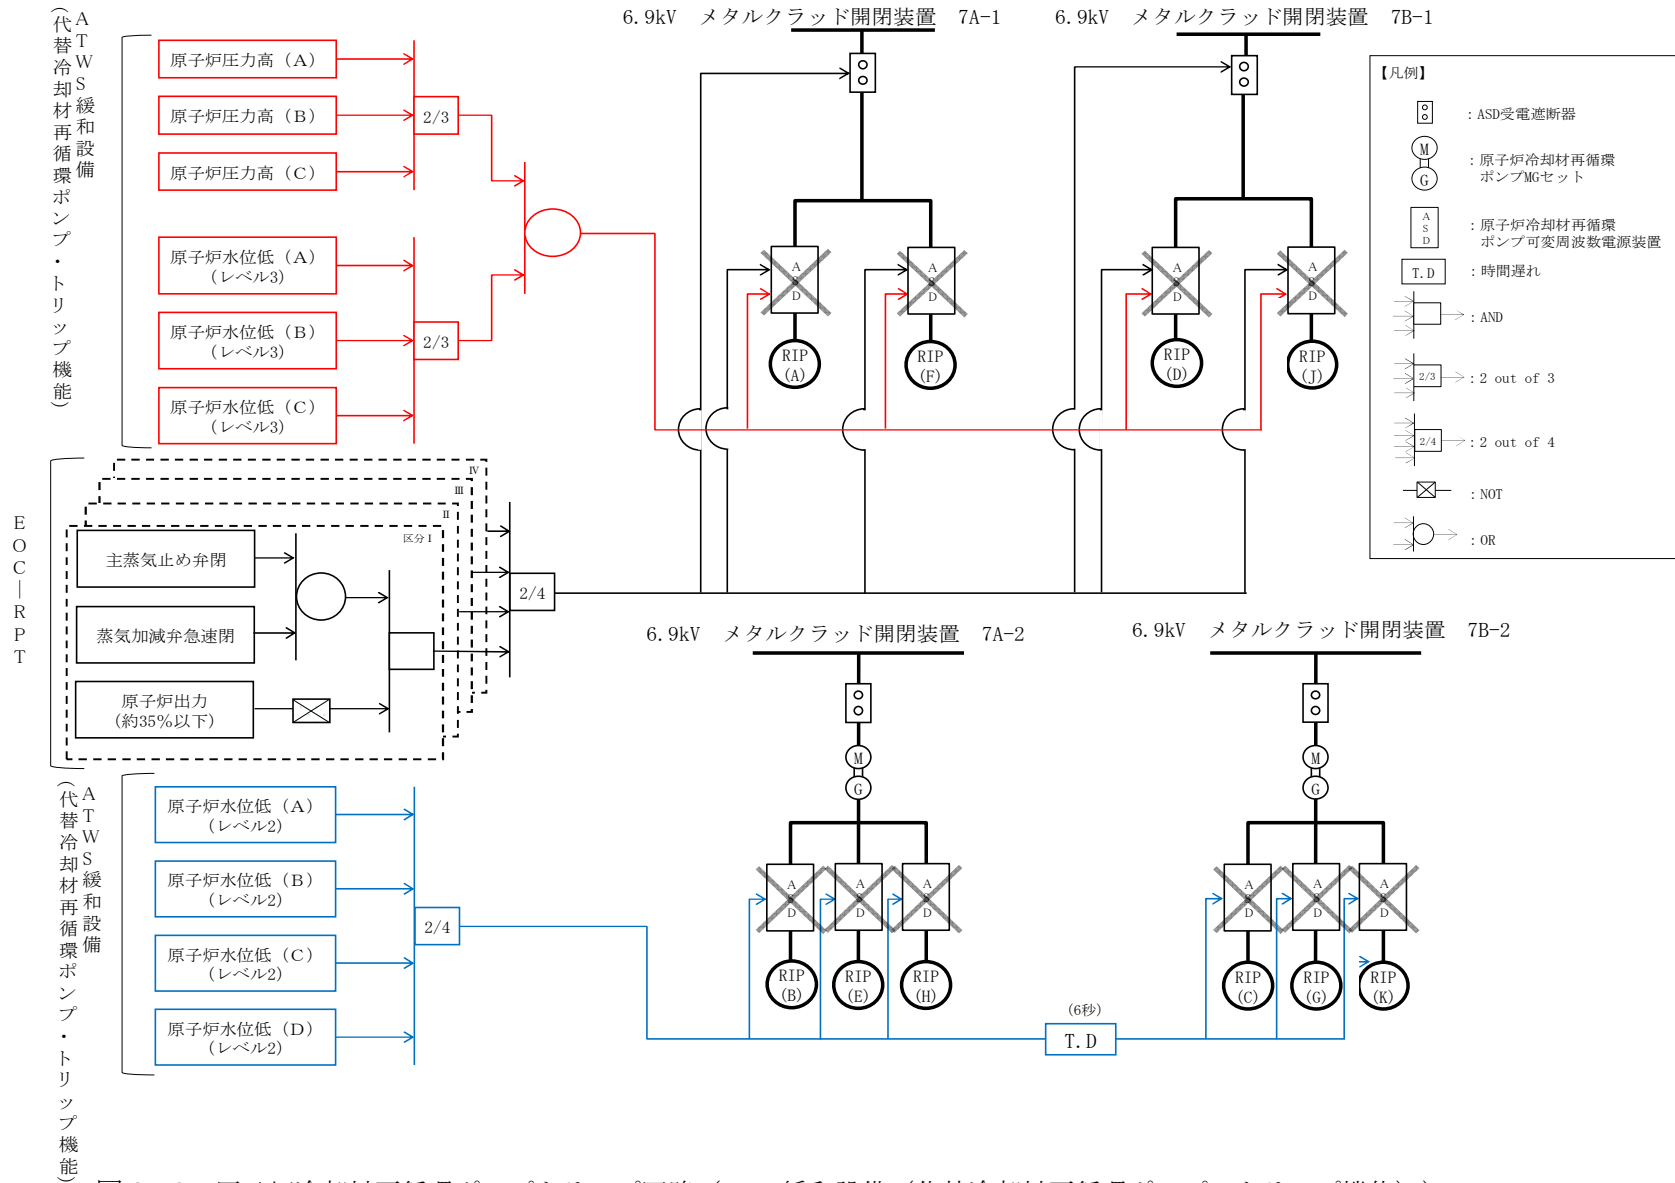 ATWS緩和設備
(代替冷却材再循環ポンプ・トリップ機能)
原子炉圧力高（A）
原子炉圧力高（B）
原子炉圧力高（C）
2/3
原子炉水位低（A）
（レベル3）
原子炉水位低（B）
（レベル3）
原子炉水位低（C）
（レベル3）
2/3
6.9kV　メタルクラッド開閉装置　7A-1
ASD
ASD
RIP
(A)
RIP
(F)
6.9kV　メタルクラッド開閉装置　7B-1
ASD
ASD
RIP
(D)
RIP
(J)
【凡例】
：ASD受電遮断器
M
G
：原子炉冷却材再循環
ポンプMGセット
ASD
：原子炉冷却材再循環
ポンプ可変周波数電源装置
T.D
：時間遅れ
：AND
2/3
：2 out of 3
2/4
：2 out of 4
：NOT
：OR
EOC－RPT
Ⅳ
Ⅲ
Ⅱ
区分Ⅰ
主蒸気止め弁閉
蒸気加減弁急速閉
原子炉出力
(約35%以下)
2/4
ATWS緩和設備
(代替冷却材再循環ポンプ・トリップ機能)
原子炉水位低（A）
（レベル2）
原子炉水位低（B）
（レベル2）
原子炉水位低（C）
（レベル2）
原子炉水位低（D）
（レベル2）
2/4
6.9kV　メタルクラッド開閉装置　7A-2
M
G
ASD
ASD
ASD
RIP
(B)
RIP
(E)
RIP
(H)
(6秒)
T.D
6.9kV　メタルクラッド開閉装置　7B-2
M
G
ASD
ASD
ASD
RIP
(C)
RIP
(G)
RIP
(K)